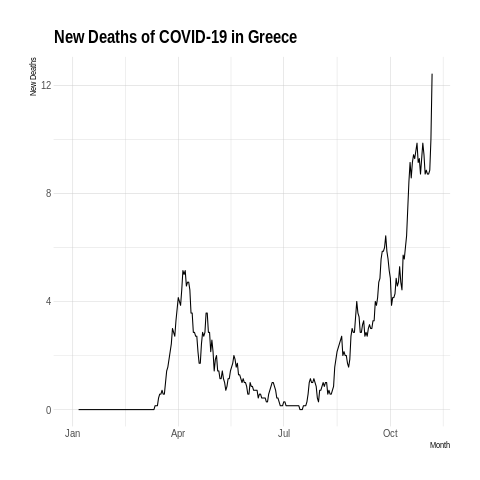 New Deaths of COVID-19 in Greece
New Deaths
12
8
4
0
Jan
Apr
Jul
Oct
Month